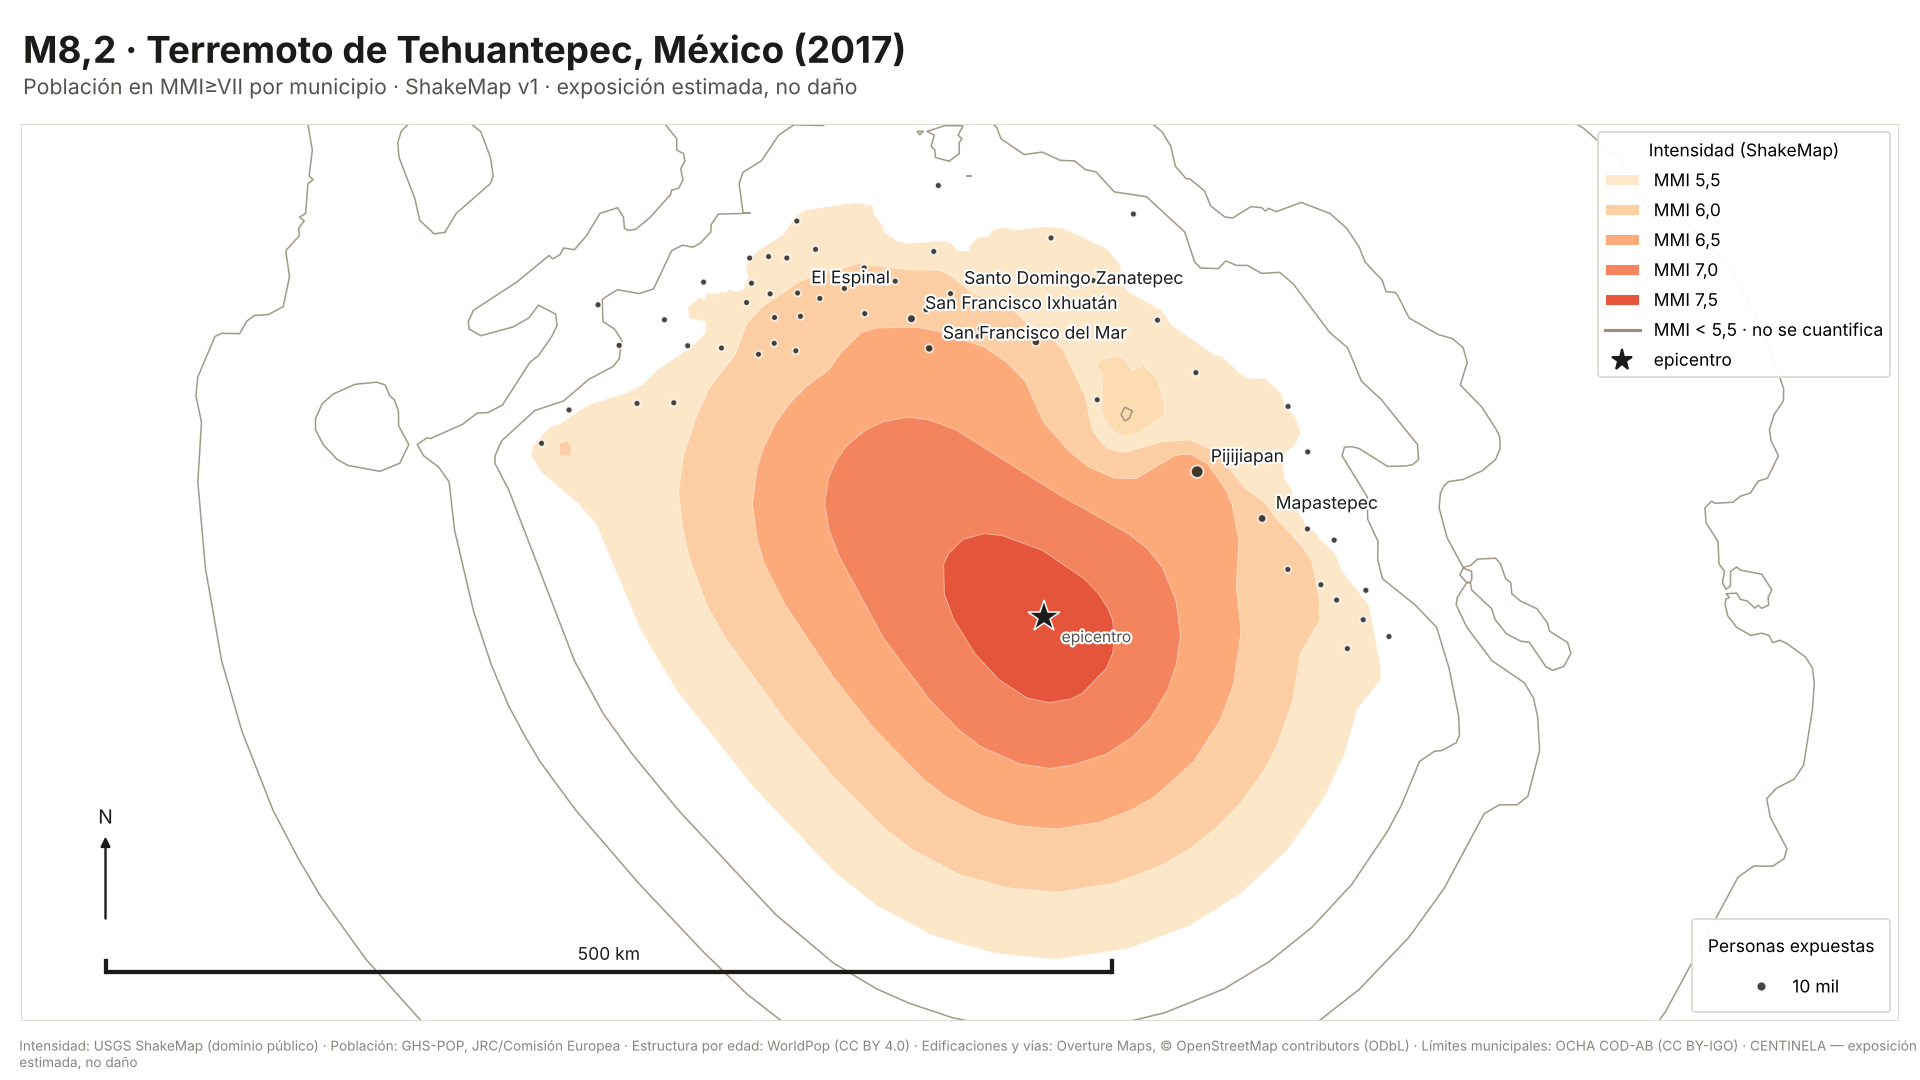 M8,2 · Terremoto de Tehuantepec, México (2017)
Población en MMI≥VII por municipio · ShakeMap v1 · exposición estimada, no daño
Intensidad (ShakeMap)
MMI 5,5
MMI 6,0
MMI 6,5
MMI 7,0
MMI 7,5
MMI < 5,5 · no se cuantifica
epicentro
El Espinal
Santo Domingo Zanatepec
San Francisco Ixhuatán
San Francisco del Mar
Pijijiapan
Mapastepec
epicentro
N
500 km
Personas expuestas
10 mil
Intensidad: USGS ShakeMap (dominio público) · Población: GHS-POP, JRC/Comisión Europea · Estructura por edad: WorldPop (CC BY 4.0) · Edificaciones y vías: Overture Maps, © OpenStreetMap contributors (ODbL) · Límites municipales: OCHA COD-AB (CC BY-IGO) · CENTINELA — exposición
estimada, no daño